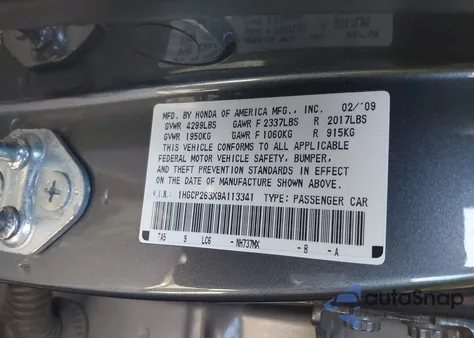 MFD. BY HONDA OF AMERICA MFG., INC. 02/'09
GVWR 4299LBS GAWR F 2337LBS R 2017LBS
GVWR 1950KG GAWR F 1060KG R 915KG
THIS VEHICLE CONFORMS TO ALL APPLICABLE
FEDERAL MOTOR VEHICLE SAFETY, BUMPER,
AND THEFT PREVENTION STANDARDS IN EFFECT
ON THE DATE OF MANUFACTURE SHOWN ABOVE.
V.I.N.: 1HGCP263X9A113341 TYPE: PASSENGER CAR
TA5 9 LC6 -NH737MX -B -A
autoSnap